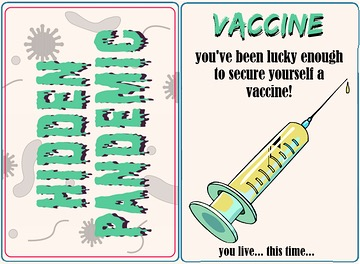 HIDDEN
PANDEMIC
VACCINE
you've been lucky enough
to secure yourself a
vaccine!
you live... this time...